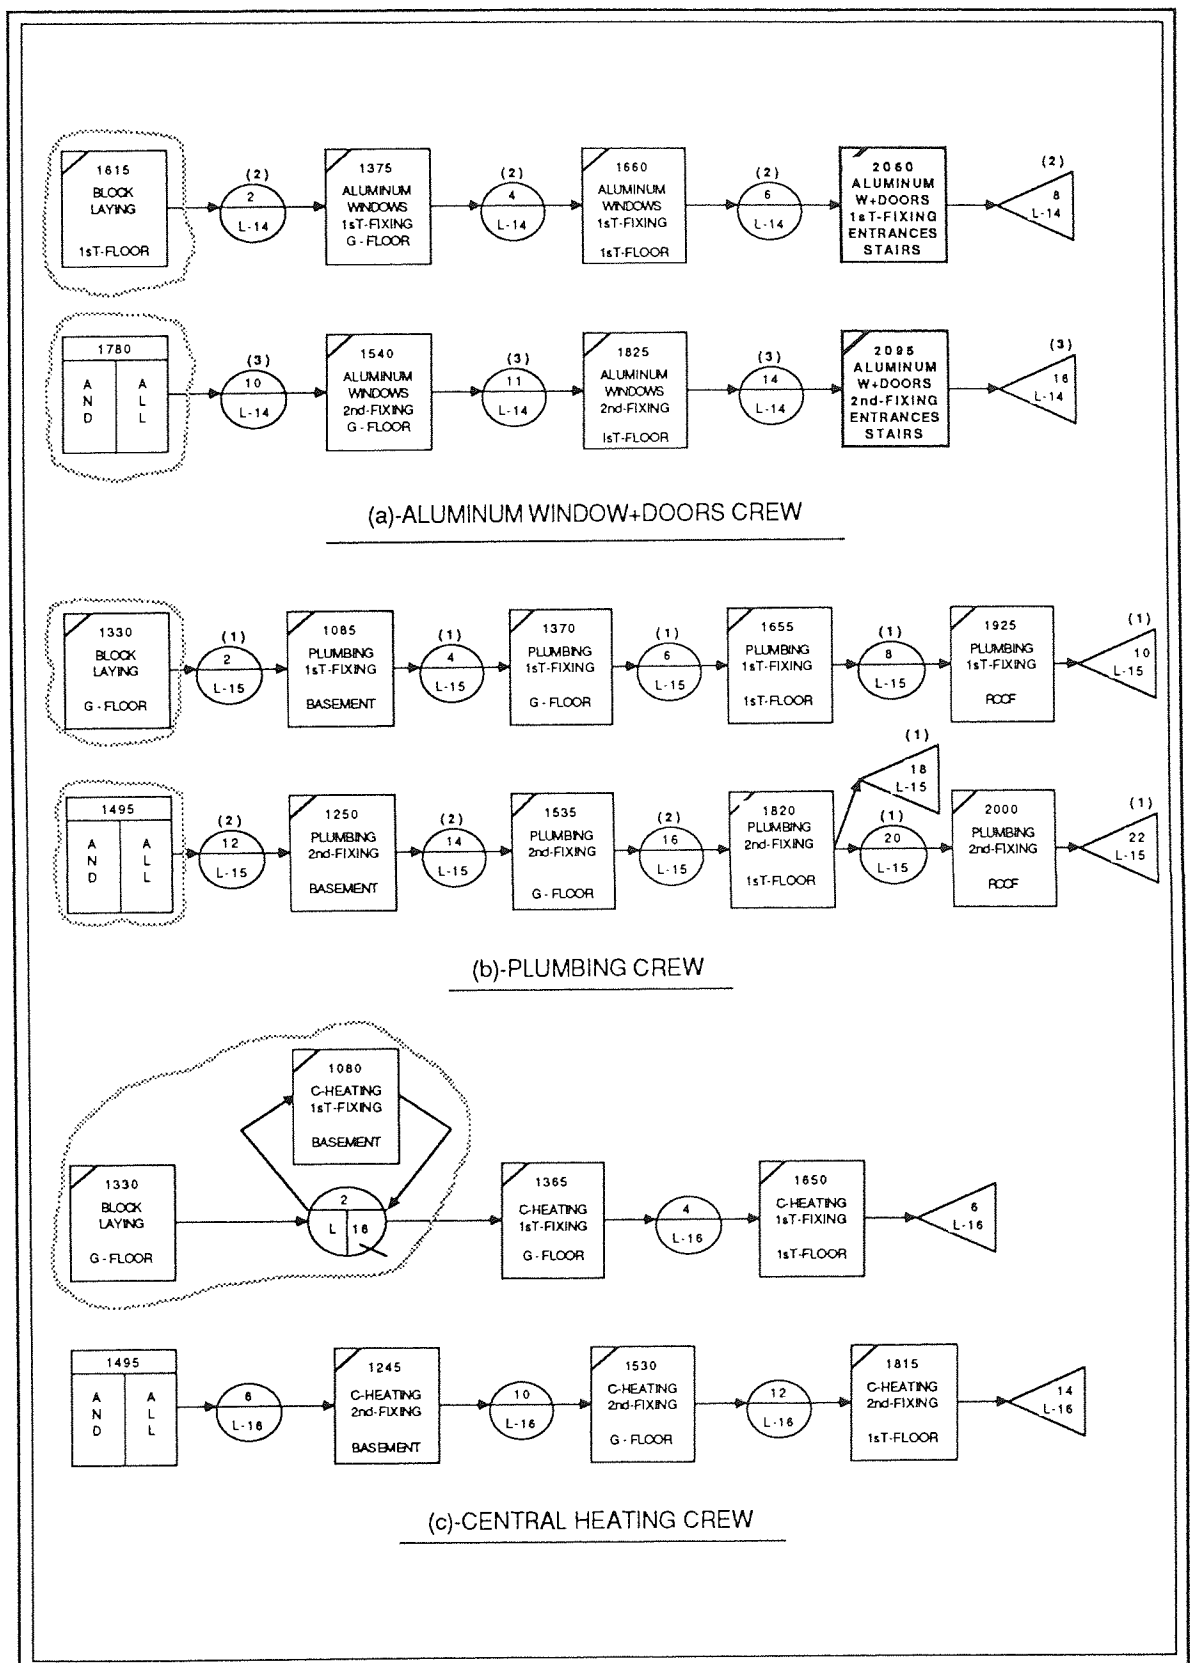 1615
BLOCK
LAYING
1sT-FLOOR
(2)
2
L-14
1375
ALUMINUM
WINDOWS
1sT-FIXING
G - FLOOR
(2)
4
L-14
1660
ALUMINUM
WINDOWS
1sT-FIXING
1sT-FLOOR
(2)
6
L-14
2060
ALUMINUM
W+DOORS
1sT-FIXING
ENTRANCES
STAIRS
(2)
8
L-14
1780
AND
ALL
(3)
10
L-14
1540
ALUMINUM
WINDOWS
2nd-FIXING
G - FLOOR
(3)
11
L-14
1825
ALUMINUM
WINDOWS
2nd-FIXING
1sT-FLOOR
(3)
14
L-14
2095
ALUMINUM
W+DOORS
2nd-FIXING
ENTRANCES
STAIRS
(3)
16
L-14
(a)-ALUMINUM WINDOW+DOORS CREW
1330
BLOCK
LAYING
G - FLOOR
(1)
2
L-15
1085
PLUMBING
1sT-FIXING
BASEMENT
(1)
4
L-15
1370
PLUMBING
1sT-FIXING
G - FLOOR
(1)
6
L-15
1655
PLUMBING
1sT-FIXING
1sT-FLOOR
(1)
8
L-15
1925
PLUMBING
1sT-FIXING
ROOF
(1)
10
L-15
1495
AND
ALL
(2)
12
L-15
1250
PLUMBING
2nd-FIXING
BASEMENT
(2)
14
L-15
1535
PLUMBING
2nd-FIXING
G - FLOOR
(2)
16
L-15
1820
PLUMBING
2nd-FIXING
1sT-FLOOR
(1)
18
L-15
(1)
20
L-15
2000
PLUMBING
2nd-FIXING
ROOF
(1)
22
L-15
(b)-PLUMBING CREW
1080
C-HEATING
1sT-FIXING
BASEMENT
1330
BLOCK
LAYING
G - FLOOR
2
L 16
1365
C-HEATING
1sT-FIXING
G - FLOOR
4
L-16
1650
C-HEATING
1sT-FIXING
1sT-FLOOR
6
L-16
1495
AND
ALL
L-16
1245
C-HEATING
2nd-FIXING
BASEMENT
10
L-16
1530
C-HEATING
2nd-FIXING
G - FLOOR
12
L-16
1815
C-HEATING
2nd-FIXING
1sT-FLOOR
14
L-16
(c)-CENTRAL HEATING CREW